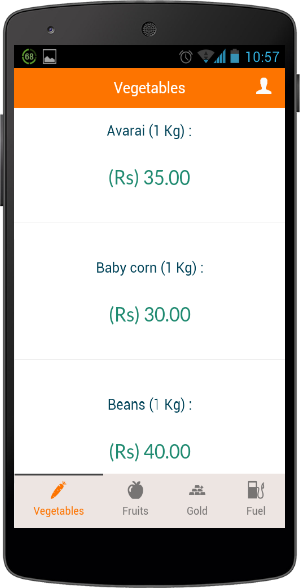 68
10:57
Vegetables
Avarai (1 Kg) :
(Rs) 35.00
Baby corn (1 Kg) :
(Rs) 30.00
Beans (1 Kg) :
(Rs) 40.00
Vegetables Fruits Gold Fuel